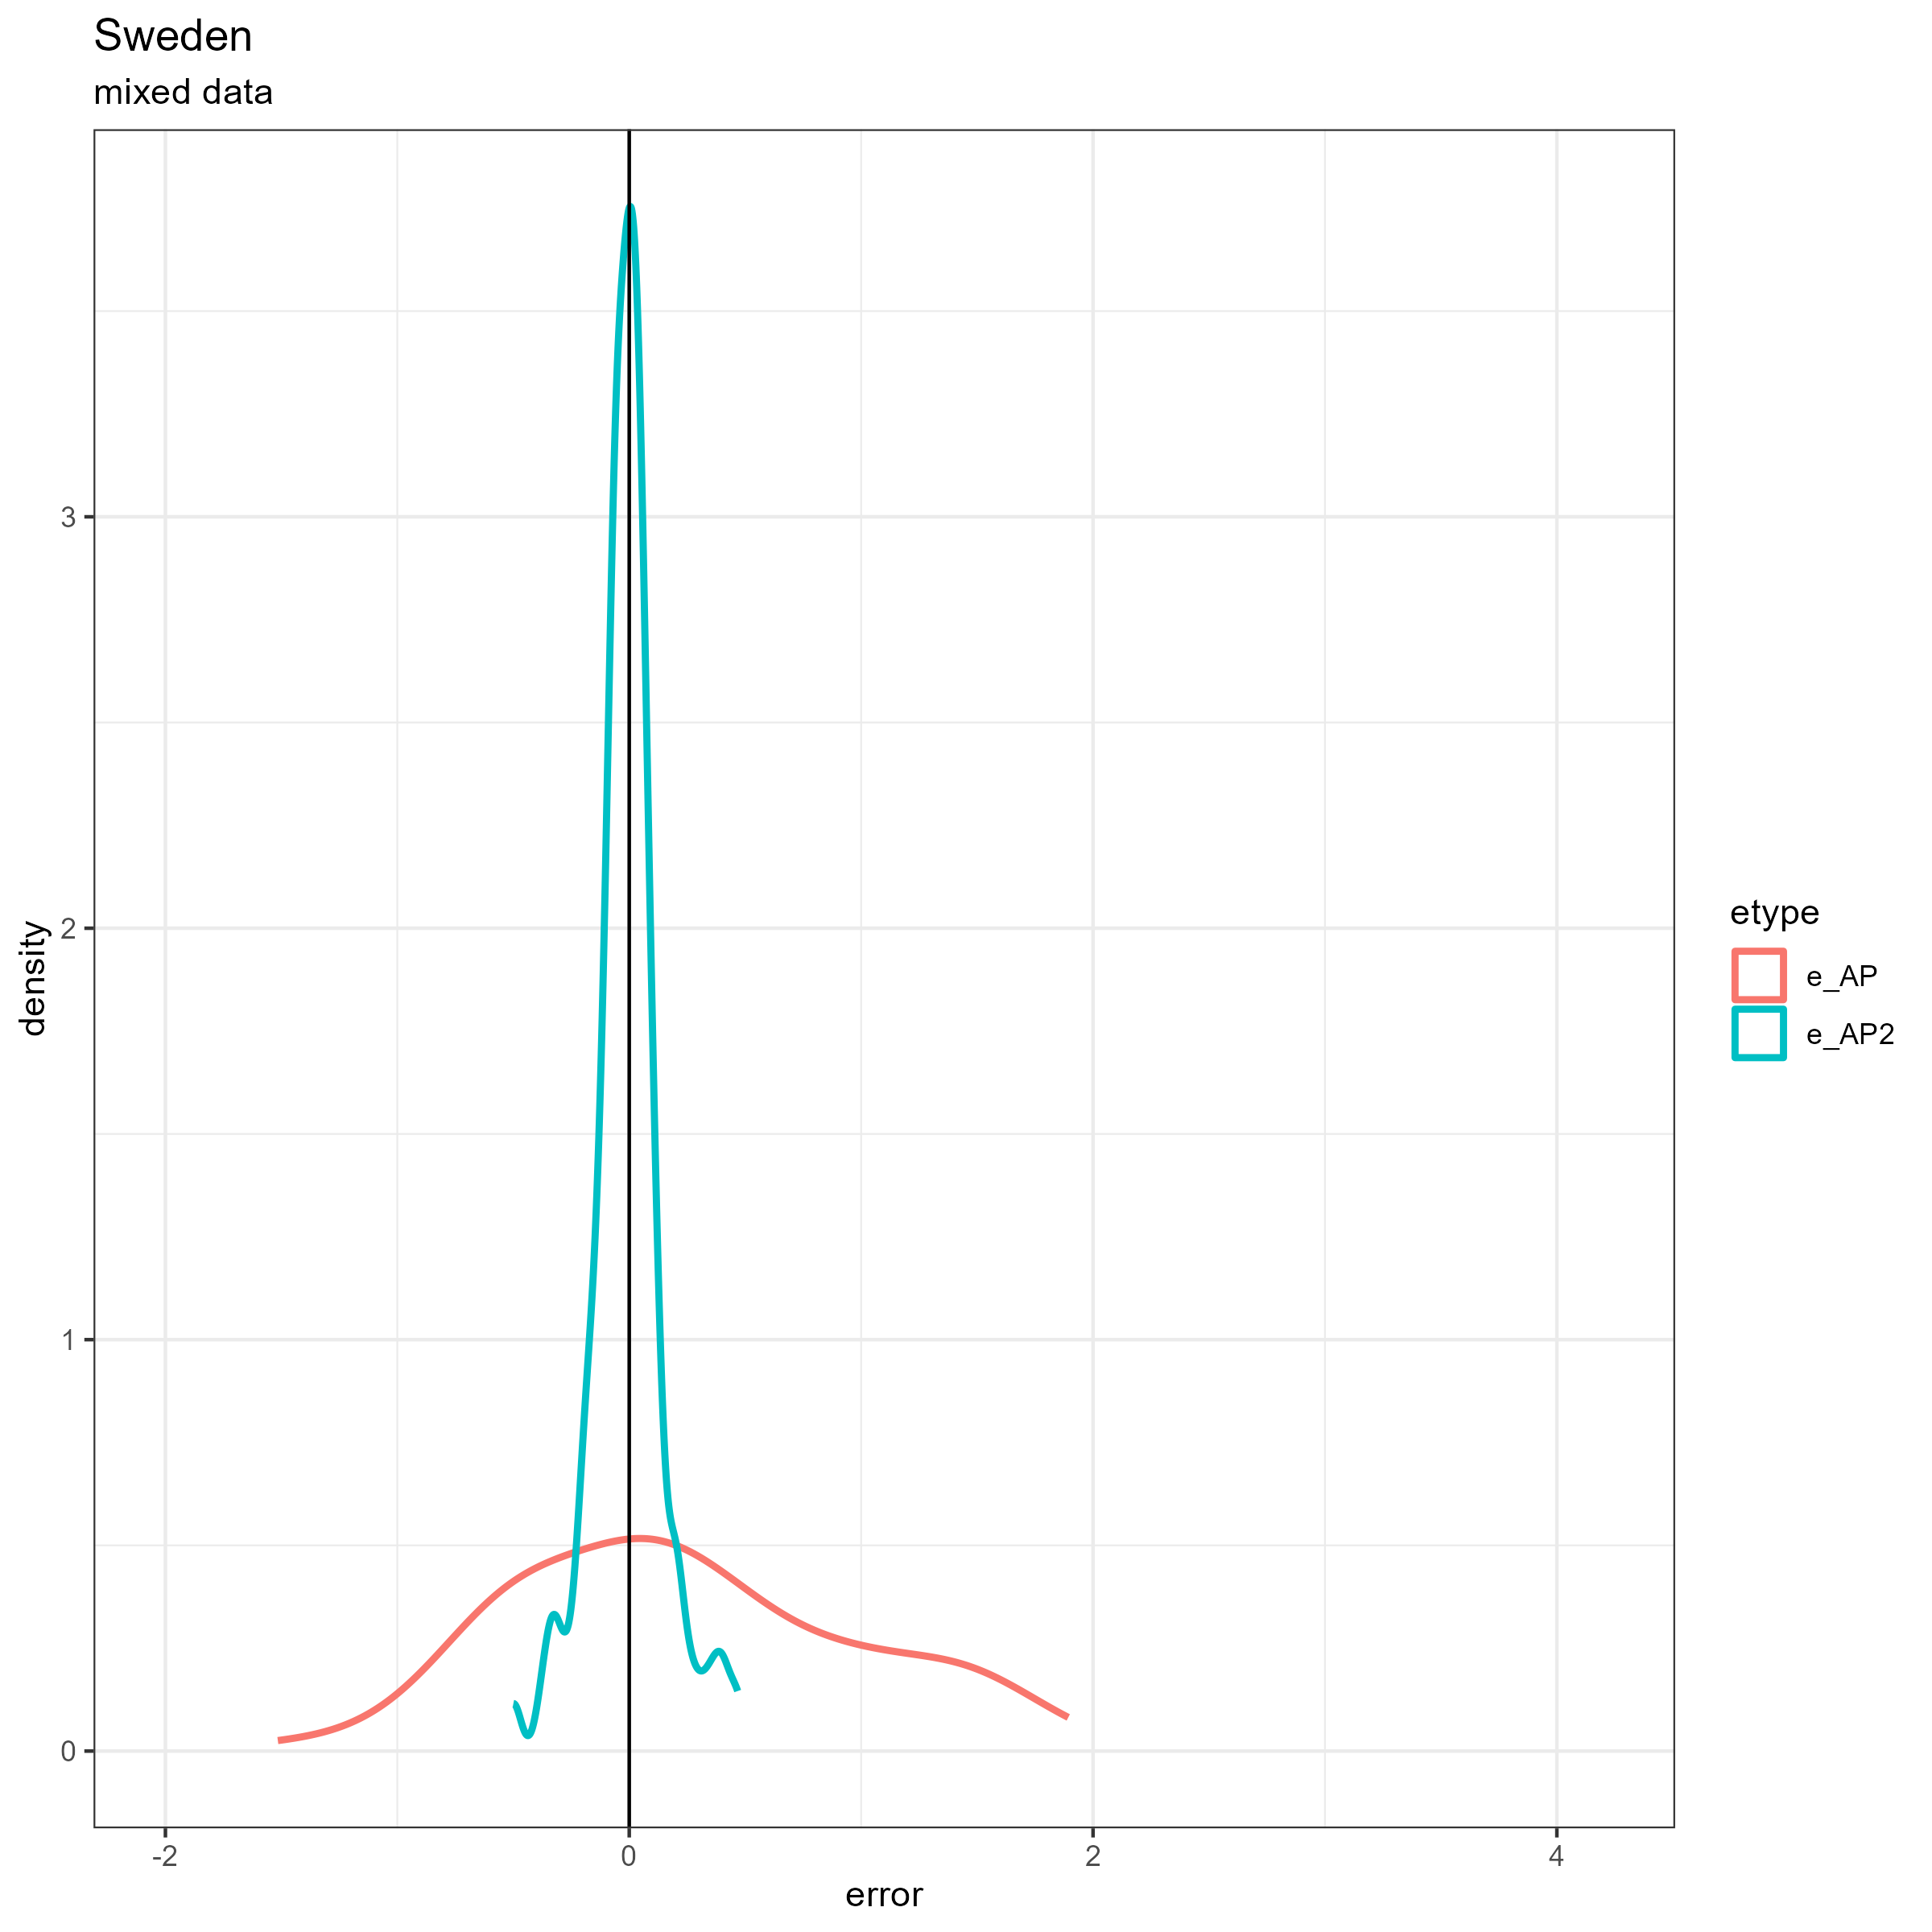 Sweden
mixed data
density
3
2
1
0
-2 0 2 4
error
etype
e_AP
e_AP2